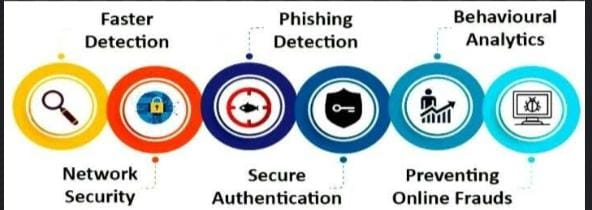 Faster
Detection
Phishing
Detection
Behavioural
Analytics
Network
Security
Secure
Authentication
Preventing
Online Frauds